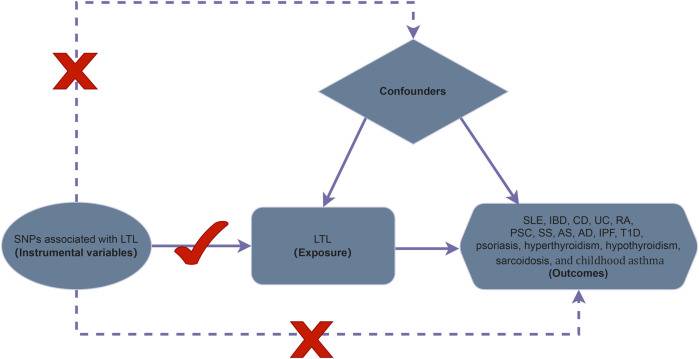 Confounders
SNPs associated with LTL
(Instrumental variables)
LTL
(Exposure)
SLE, IBD, CD, UC, RA,
PSC, SS, AS, AD, IPF, T1D,
psoriasis, hyperthyroidism, hypothyroidism,
sarcoidosis, and childhood asthma
(Outcomes)